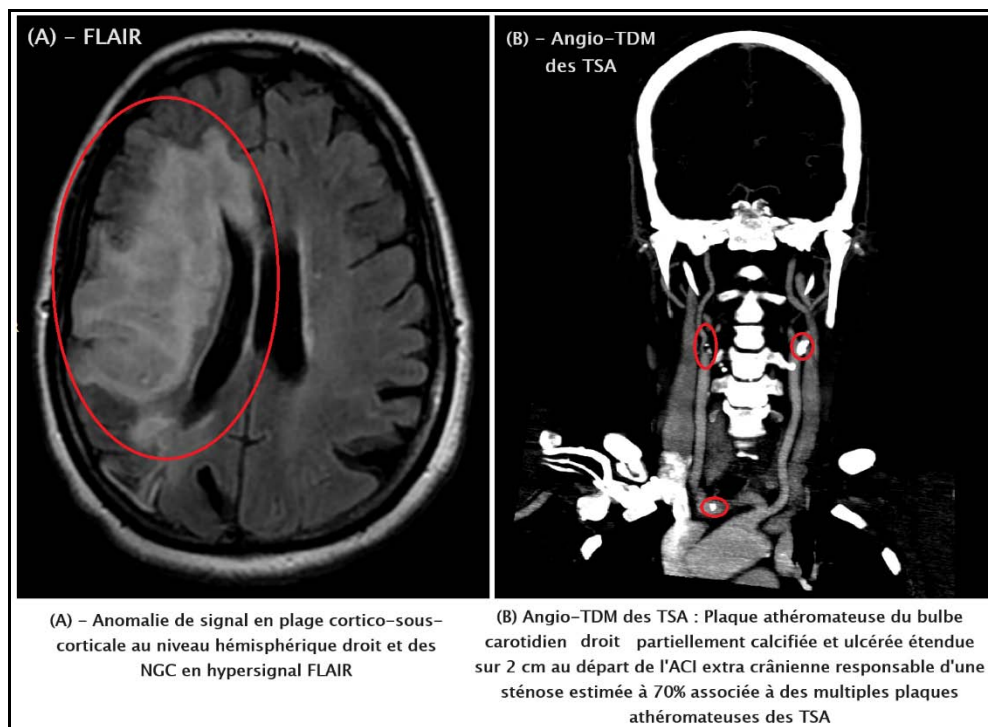 (A) – FLAIR
(B) – Angio-TDM
des TSA
(A) - Anomalie de signal en plage cortico-sous-
corticale au niveau hémisphérique droit et des
NGC en hypersignal FLAIR
(B) Angio-TDM des TSA : Plaque athéromateuse du bulbe
carotidien droit partiellement calcifiée et ulcérée étendue
sur 2 cm au départ de l'ACI extra crânienne responsable d'une
sténose estimée à 70% associée à des multiples plaques
athéromateuses des TSA